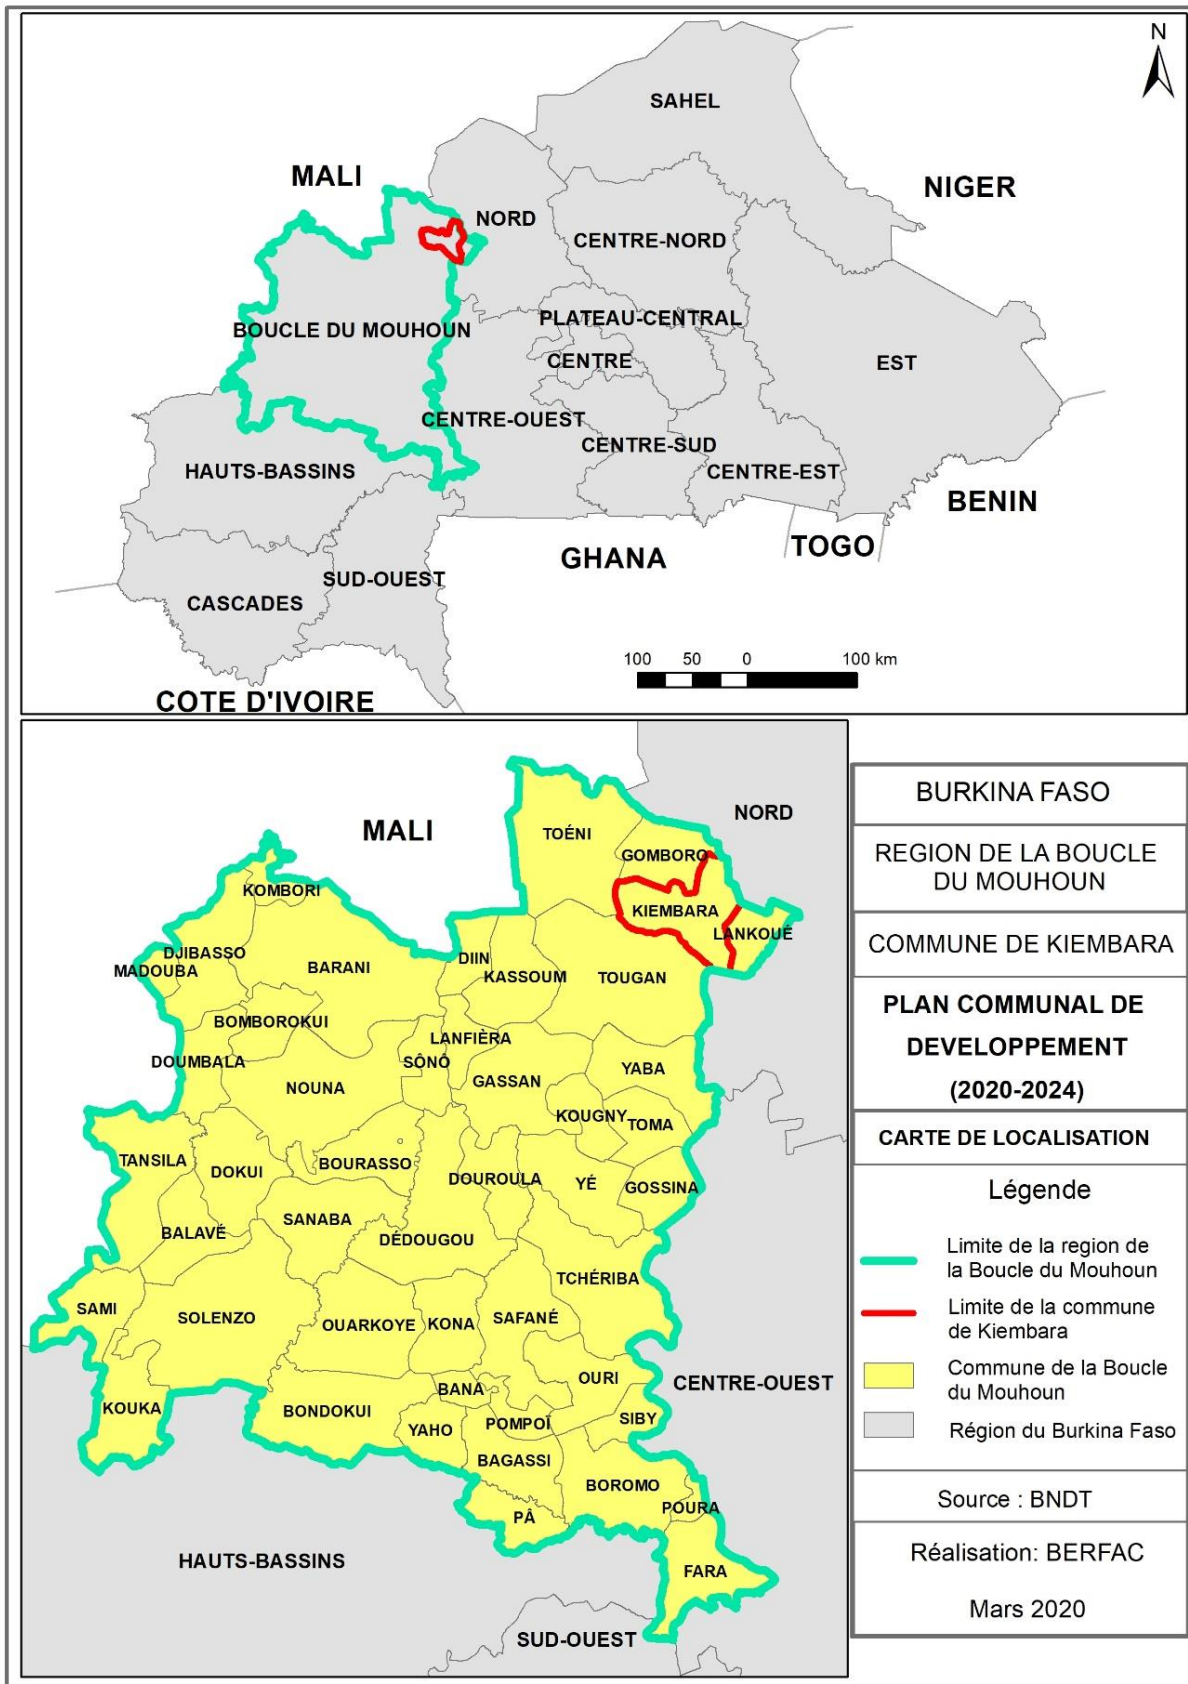 N
SAHEL
MALI
NIGER
NORD
CENTRE-NORD
PLATEAU-CENTRAL
BOUCLE DU MOUHOUN
CENTRE
EST
CENTRE-OUEST
CENTRE-SUD
HAUTS-BASSINS
CENTRE-EST
BENIN
TOGO
GHANA
SUD-OUEST
CASCADES
COTE D'IVOIRE
100 50 0 100 km
NORD
MALI
TOÉNI
GOMBORO
KOMBORI
KIEMBARA
LANKOUÉ
DJIBASSO
MADOUBA
BARANI
DIIN
KASSOUM
TOUGAN
BOMBOROKUI
LANFIÈRA
DOUMBALA
SÔNÔ
NOUNA
GASSAN
YABA
KOUGNY
TOMA
TANSILA
DOKUI
BOURASSO
DOUROULA
YÉ
GOSSINA
BALAVÉ
SANABA
DÉDOUGOU
TCHÉRIBA
SAMI
SOLENZO
OUARKOYE
KONA
SAFANÉ
OURI
CENTRE-OUEST
BANA
KOUKA
BONDOKUI
YAHO
POMPOÏ
SIBY
BAGASSI
BOROMO
POURA
PÂ
HAUTS-BASSINS
FARA
SUD-OUEST
BURKINA FASO
REGION DE LA BOUCLE
DU MOUHOUN
COMMUNE DE KIEMBARA
PLAN COMMUNAL DE
DEVELOPPEMENT
(2020-2024)
CARTE DE LOCALISATION
Légende
Limite de la region de
la Boucle du Mouhoun
Limite de la commune
de Kiembara
Commune de la Boucle
du Mouhoun
Région du Burkina Faso
Source : BNDT
Réalisation: BERFAC
Mars 2020